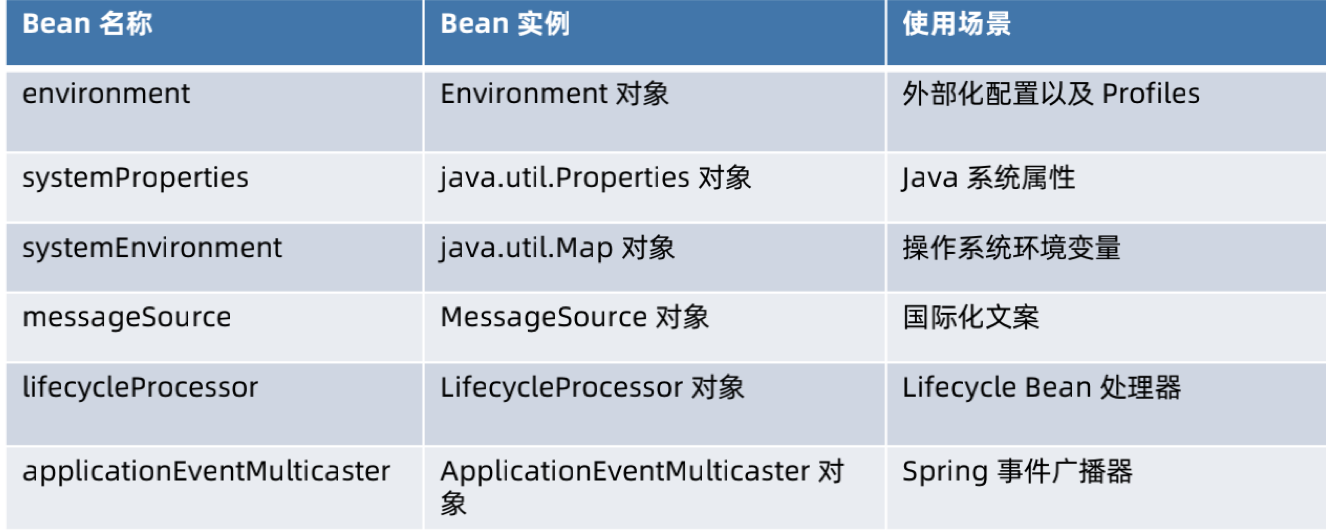 Bean 名称 Bean 实例 使用场景
environment Environment 对象 外部化配置以及 Profiles
systemProperties java.util.Properties 对象 Java 系统属性
systemEnvironment java.util.Map 对象 操作系统环境变量
messageSource MessageSource 对象 国际化文案
lifecycleProcessor LifecycleProcessor 对象 Lifecycle Bean 处理器
applicationEventMulticaster ApplicationEventMulticaster 对 Spring 事件广播器
象